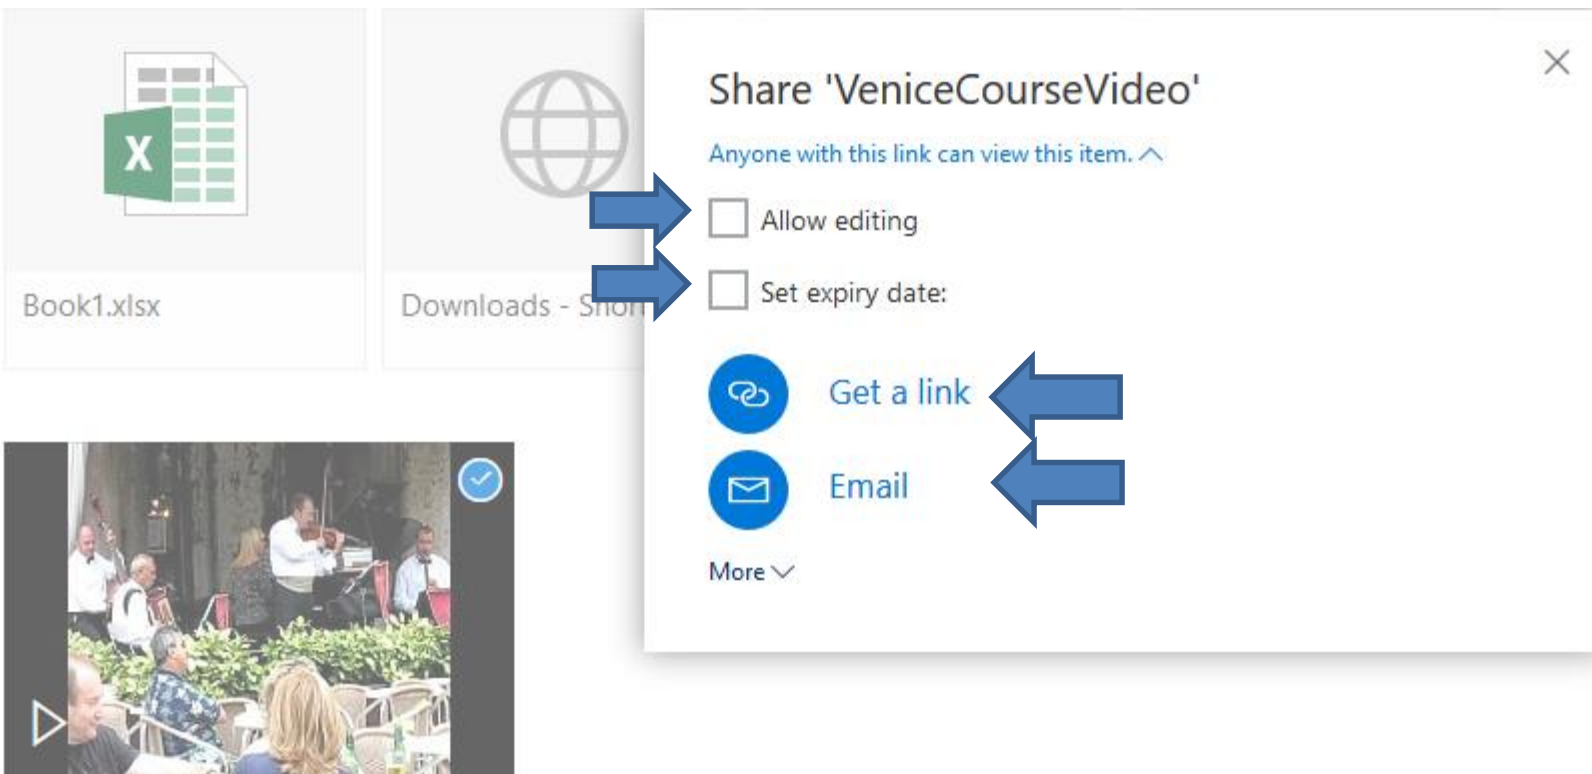 Share 'VeniceCourseVideo'
Anyone with this link can view this item.
Allow editing
Set expiry date:
Get a link
Email
More
X
Book1.xlsx
Downloads - Short